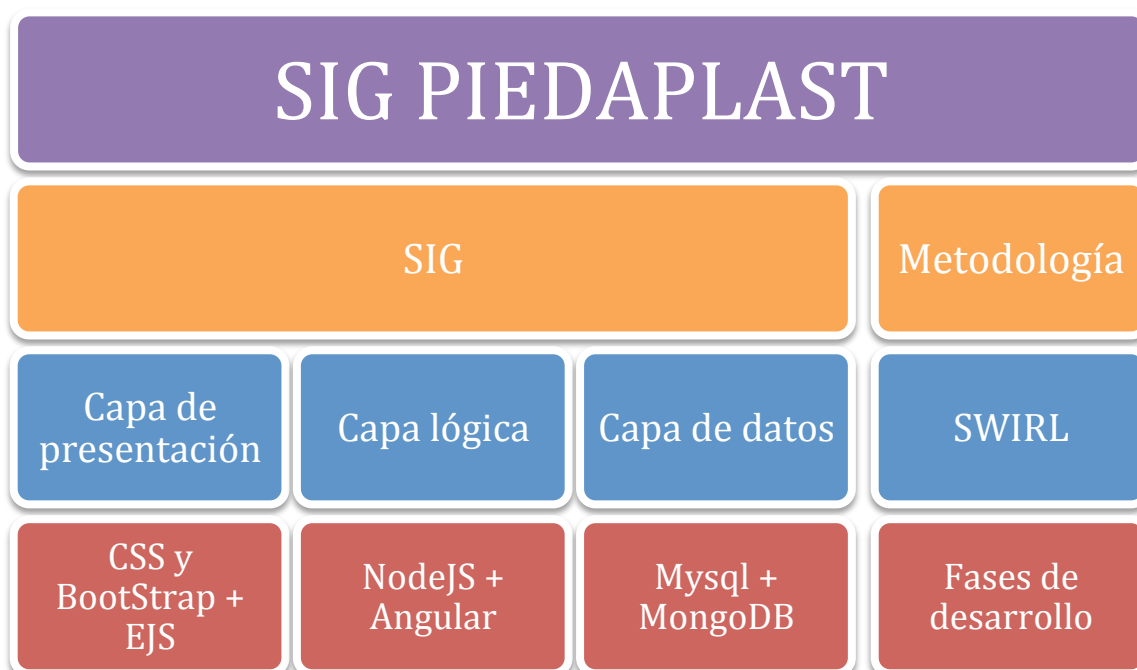 SIG PIEDAPLAST
SIG
Metodología
Capa de
presentación
Capa lógica
Capa de datos
SWIRL
CSS y
BootStrap +
EJS
NodeJS +
Angular
Mysql +
MongoDB
Fases de
desarrollo